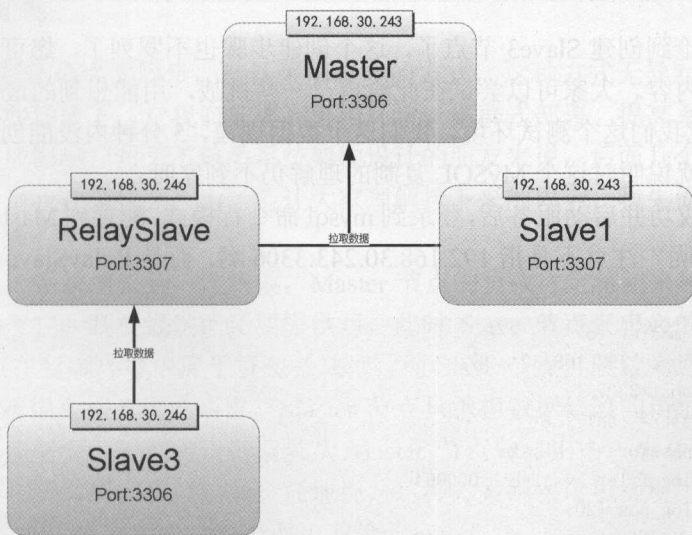 192.168.30.243
Master
Port:3306
192.168.30.246
RelaySlave
Port:3307
192.168.30.243
Slave1
Port:3307
拉取数据
拉取数据
192.168.30.246
Slave3
Port:3306